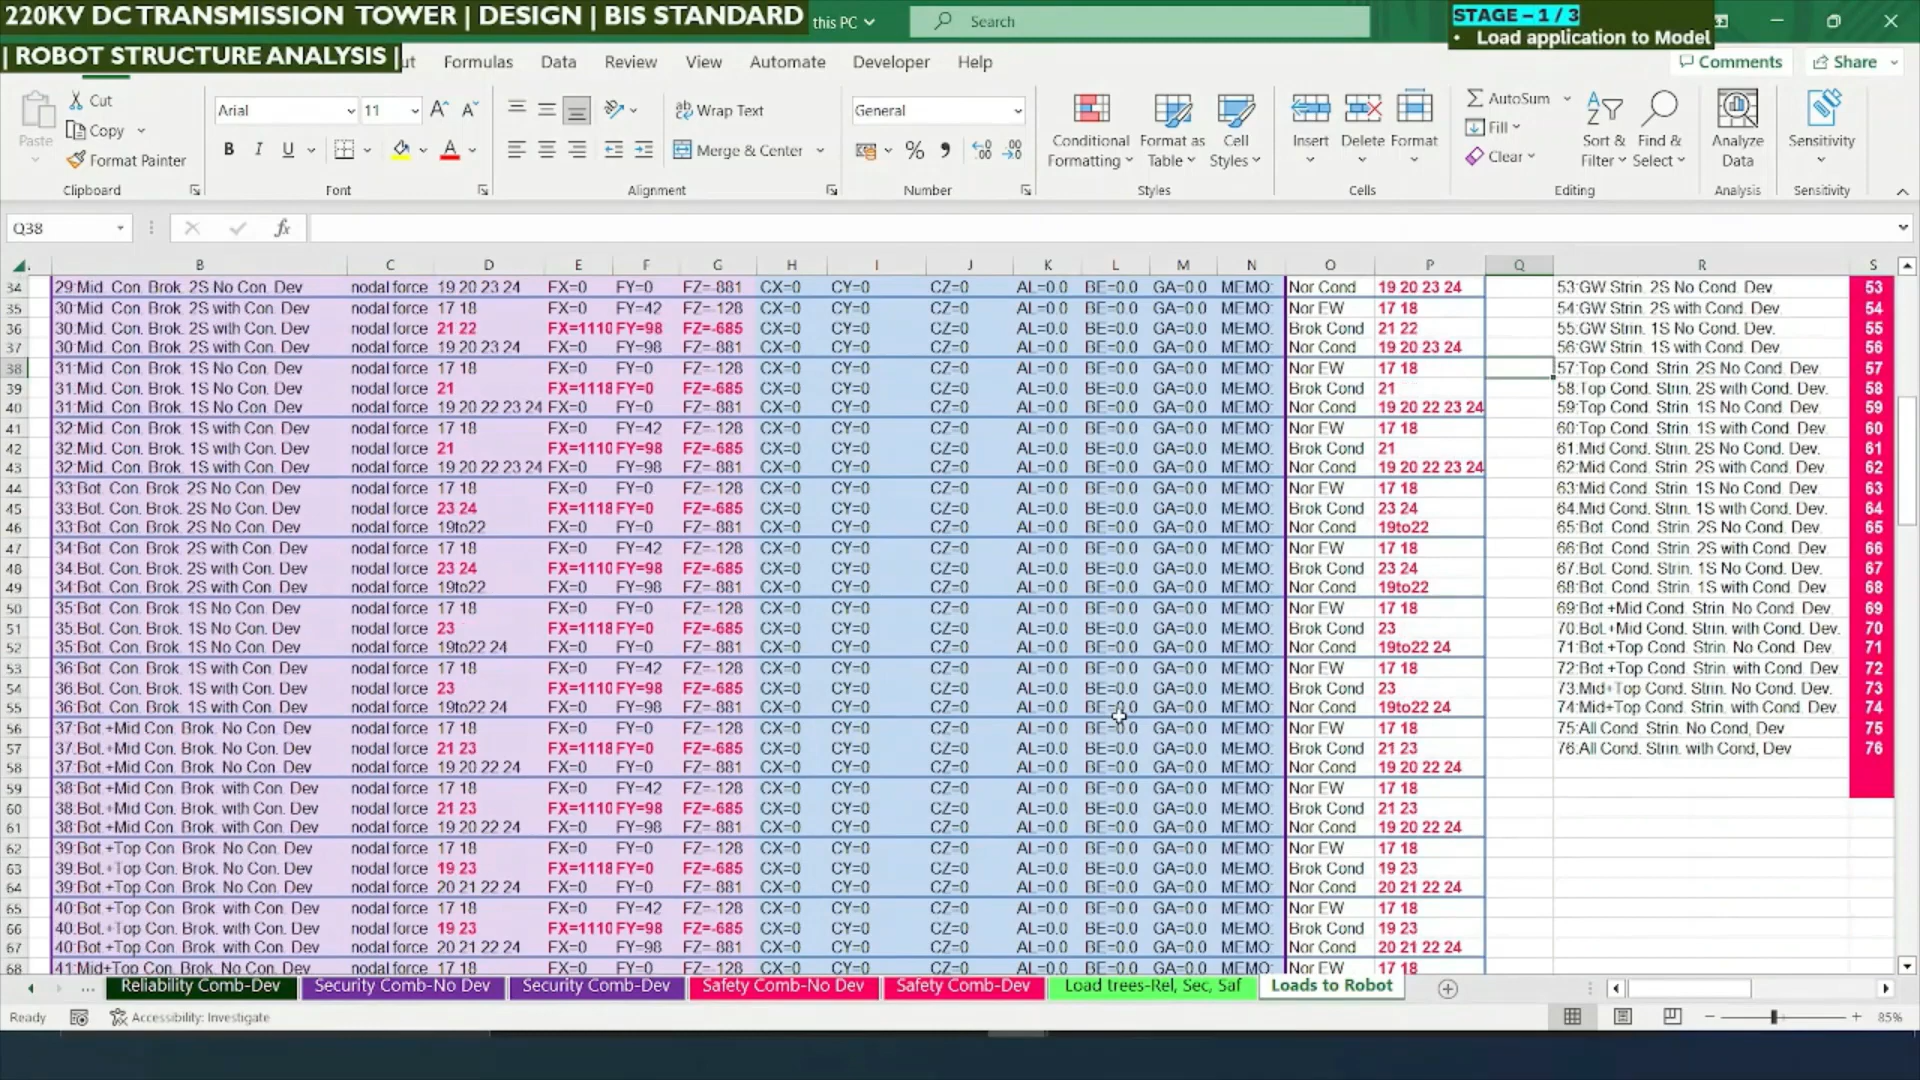 220KV DC TRANSMISSION TOWER | DESIGN | BIS STANDARD
| ROBOT STRUCTURE ANALYSIS |
this PC
Search
STAGE – 1 / 3
• Load application to Model
Formulas Data Review View Automate Developer Help
Comments Share
Paste
Cut
Copy
Format Painter
Arial 11
B I U
Wrap Text
Merge & Center
General
Conditional Formatting
Format as Table
Cell Styles
Insert Delete Format
AutoSum
Fill
Clear
Sort & Filter
Find & Select
Analyze Data
Sensitivity
Clipboard Font Alignment Number Styles Cells Editing Analysis Sensitivity
Q38 fx
B C D E F G H I J K L M N O P Q R S
34 29:Mid. Con. Brok. 2S No Con. Dev nodal force 19 20 23 24 FX=0 FY=0 FZ=-881 CX=0 CY=0 CZ=0 AL=0.0 BE=0.0 GA=0.0 MEMO: Nor Cond 19 20 23 24 53:GW Strin. 2S No Cond. Dev 53
35 30:Mid. Con. Brok. 2S with Con. Dev nodal force 17 18 FX=0 FY=42 FZ=-128 CX=0 CY=0 CZ=0 AL=0.0 BE=0.0 GA=0.0 MEMO: Nor EW 17 18 54:GW Strin. 2S with Cond. Dev. 54
36 30:Mid. Con. Brok. 2S with Con. Dev nodal force 21 22 FX=1110 FY=98 FZ=-685 CX=0 CY=0 CZ=0 AL=0.0 BE=0.0 GA=0.0 MEMO: Brok Cond 21 22 55:GW Strin. 1S No Cond. Dev 55
37 30:Mid. Con. Brok. 2S with Con. Dev nodal force 19 20 23 24 FX=0 FY=98 FZ=-881 CX=0 CY=0 CZ=0 AL=0.0 BE=0.0 GA=0.0 MEMO: Nor Cond 19 20 23 24 56:GW Strin. 1S with Cond. Dev. 56
38 31:Mid. Con. Brok. 1S No Con. Dev nodal force 17 18 FX=0 FY=0 FZ=-128 CX=0 CY=0 CZ=0 AL=0.0 BE=0.0 GA=0.0 MEMO: Nor EW 17 18 57:Top Cond. Strin. 2S No Cond. Dev. 57
39 31:Mid. Con. Brok. 1S No Con. Dev nodal force 21 FX=1118 FY=0 FZ=-685 CX=0 CY=0 CZ=0 AL=0.0 BE=0.0 GA=0.0 MEMO: Brok Cond 21 58:Top Cond. Strin. 2S with Cond. Dev. 58
40 31:Mid. Con. Brok. 1S No Con. Dev nodal force 19 20 22 23 24 FX=0 FY=0 FZ=-881 CX=0 CY=0 CZ=0 AL=0.0 BE=0.0 GA=0.0 MEMO: Nor Cond 19 20 22 23 24 59:Top Cond. Strin. 1S No Cond. Dev. 59
41 32:Mid. Con. Brok. 1S with Con. Dev nodal force 17 18 FX=0 FY=42 FZ=-128 CX=0 CY=0 CZ=0 AL=0.0 BE=0.0 GA=0.0 MEMO: Nor EW 17 18 60:Top Cond. Strin. 1S with Cond. Dev. 60
42 32:Mid. Con. Brok. 1S with Con. Dev nodal force 21 FX=1110 FY=98 FZ=-685 CX=0 CY=0 CZ=0 AL=0.0 BE=0.0 GA=0.0 MEMO: Brok Cond 21 61:Mid Cond. Strin. 2S No Cond. Dev. 61
43 32:Mid. Con. Brok. 1S with Con. Dev nodal force 19 20 22 23 24 FX=0 FY=98 FZ=-881 CX=0 CY=0 CZ=0 AL=0.0 BE=0.0 GA=0.0 MEMO: Nor Cond 19 20 22 23 24 62:Mid Cond. Strin. 2S with Cond. Dev. 62
44 33:Bot. Con. Brok. 2S No Con. Dev nodal force 17 18 FX=0 FY=0 FZ=-128 CX=0 CY=0 CZ=0 AL=0.0 BE=0.0 GA=0.0 MEMO: Nor EW 17 18 63:Mid Cond. Strin. 1S No Cond. Dev. 63
45 33:Bot. Con. Brok. 2S No Con. Dev nodal force 23 24 FX=1118 FY=0 FZ=-685 CX=0 CY=0 CZ=0 AL=0.0 BE=0.0 GA=0.0 MEMO: Brok Cond 23 24 64:Mid Cond. Strin. 1S with Cond. Dev. 64
46 33:Bot. Con. Brok. 2S No Con. Dev nodal force 19to22 FX=0 FY=0 FZ=-881 CX=0 CY=0 CZ=0 AL=0.0 BE=0.0 GA=0.0 MEMO: Nor Cond 19to22 65:Bot. Cond. Strin. 2S No Cond. Dev. 65
47 34:Bot. Con. Brok. 2S with Con. Dev nodal force 17 18 FX=0 FY=42 FZ=-128 CX=0 CY=0 CZ=0 AL=0.0 BE=0.0 GA=0.0 MEMO: Nor EW 17 18 66:Bot. Cond. Strin. 2S with Cond. Dev. 66
48 34:Bot. Con. Brok. 2S with Con. Dev nodal force 23 24 FX=1110 FY=98 FZ=-685 CX=0 CY=0 CZ=0 AL=0.0 BE=0.0 GA=0.0 MEMO: Brok Cond 23 24 67:Bot. Cond. Strin. 1S No Cond. Dev. 67
49 34:Bot. Con. Brok. 2S with Con. Dev nodal force 19to22 FX=0 FY=98 FZ=-881 CX=0 CY=0 CZ=0 AL=0.0 BE=0.0 GA=0.0 MEMO: Nor Cond 19to22 68:Bot. Cond. Strin. 1S with Cond. Dev. 68
50 35:Bot. Con. Brok. 1S No Con. Dev nodal force 17 18 FX=0 FY=0 FZ=-128 CX=0 CY=0 CZ=0 AL=0.0 BE=0.0 GA=0.0 MEMO: Nor EW 17 18 69:Bot.+Mid Cond. Strin. No Cond. Dev. 69
51 35:Bot. Con. Brok. 1S No Con. Dev nodal force 23 FX=1118 FY=0 FZ=-685 CX=0 CY=0 CZ=0 AL=0.0 BE=0.0 GA=0.0 MEMO: Brok Cond 23 70:Bot.+Mid Cond. Strin. with Cond. Dev. 70
52 35:Bot. Con. Brok. 1S No Con. Dev nodal force 19to22 24 FX=0 FY=0 FZ=-881 CX=0 CY=0 CZ=0 AL=0.0 BE=0.0 GA=0.0 MEMO: Nor Cond 19to22 24 71:Bot.+Top Cond. Strin. No Cond. Dev. 71
53 36:Bot. Con. Brok. 1S with Con. Dev nodal force 17 18 FX=0 FY=42 FZ=-128 CX=0 CY=0 CZ=0 AL=0.0 BE=0.0 GA=0.0 MEMO: Nor EW 17 18 72:Bot.+Top Cond. Strin. with Cond. Dev. 72
54 36:Bot. Con. Brok. 1S with Con. Dev nodal force 23 FX=1110 FY=98 FZ=-685 CX=0 CY=0 CZ=0 AL=0.0 BE=0.0 GA=0.0 MEMO: Brok Cond 23 73:Mid+Top Cond. Strin. No Cond. Dev. 73
55 36:Bot. Con. Brok. 1S with Con. Dev nodal force 19to22 24 FX=0 FY=98 FZ=-881 CX=0 CY=0 CZ=0 AL=0.0 BE=0.0 GA=0.0 MEMO: Nor Cond 19to22 24 74:Mid+Top Cond. Strin. with Cond. Dev. 74
56 37:Bot.+Mid Con. Brok. No Con. Dev nodal force 17 18 FX=0 FY=0 FZ=-128 CX=0 CY=0 CZ=0 AL=0.0 BE=0.0 GA=0.0 MEMO: Nor EW 17 18 75:All Cond. Strin. No Cond, Dev 75
57 37:Bot.+Mid Con. Brok. No Con. Dev nodal force 21 23 FX=1118 FY=0 FZ=-685 CX=0 CY=0 CZ=0 AL=0.0 BE=0.0 GA=0.0 MEMO: Brok Cond 21 23 76:All Cond. Strin. with Cond, Dev 76
58 37:Bot.+Mid Con. Brok. No Con. Dev nodal force 19 20 22 24 FX=0 FY=0 FZ=-881 CX=0 CY=0 CZ=0 AL=0.0 BE=0.0 GA=0.0 MEMO: Nor Cond 19 20 22 24
59 38:Bot.+Mid Con. Brok. with Con. Dev nodal force 17 18 FX=0 FY=42 FZ=-128 CX=0 CY=0 CZ=0 AL=0.0 BE=0.0 GA=0.0 MEMO: Nor EW 17 18
60 38:Bot.+Mid Con. Brok. with Con. Dev nodal force 21 23 FX=1110 FY=98 FZ=-685 CX=0 CY=0 CZ=0 AL=0.0 BE=0.0 GA=0.0 MEMO: Brok Cond 21 23
61 38:Bot.+Mid Con. Brok. with Con. Dev nodal force 19 20 22 24 FX=0 FY=98 FZ=-881 CX=0 CY=0 CZ=0 AL=0.0 BE=0.0 GA=0.0 MEMO: Nor Cond 19 20 22 24
62 39:Bot.+Top Con. Brok. No Con. Dev nodal force 17 18 FX=0 FY=0 FZ=-128 CX=0 CY=0 CZ=0 AL=0.0 BE=0.0 GA=0.0 MEMO: Nor EW 17 18
63 39:Bot.+Top Con. Brok. No Con. Dev nodal force 19 23 FX=1118 FY=0 FZ=-685 CX=0 CY=0 CZ=0 AL=0.0 BE=0.0 GA=0.0 MEMO: Brok Cond 19 23
64 39:Bot.+Top Con. Brok. No Con. Dev nodal force 20 21 22 24 FX=0 FY=0 FZ=-881 CX=0 CY=0 CZ=0 AL=0.0 BE=0.0 GA=0.0 MEMO: Nor Cond 20 21 22 24
65 40:Bot.+Top Con. Brok. with Con. Dev nodal force 17 18 FX=0 FY=42 FZ=-128 CX=0 CY=0 CZ=0 AL=0.0 BE=0.0 GA=0.0 MEMO: Nor EW 17 18
66 40:Bot.+Top Con. Brok. with Con. Dev nodal force 19 23 FX=1110 FY=98 FZ=-685 CX=0 CY=0 CZ=0 AL=0.0 BE=0.0 GA=0.0 MEMO: Brok Cond 19 23
67 40:Bot.+Top Con. Brok. with Con. Dev nodal force 20 21 22 24 FX=0 FY=98 FZ=-881 CX=0 CY=0 CZ=0 AL=0.0 BE=0.0 GA=0.0 MEMO: Nor Cond 20 21 22 24
68 41:Mid+Top Con. Brok. No Con. Dev nodal force 17 18 FX=0 FY=0 FZ=-128 CX=0 CY=0 CZ=0 AL=0.0 BE=0.0 GA=0.0 MEMO: Nor EW 17 18
... Reliability Comb-Dev Security Comb-No Dev Security Comb-Dev Safety Comb-No Dev Safety Comb-Dev Load trees-Rel, Sec, Saf Loads to Robot
Ready Accessibility: Investigate 85%